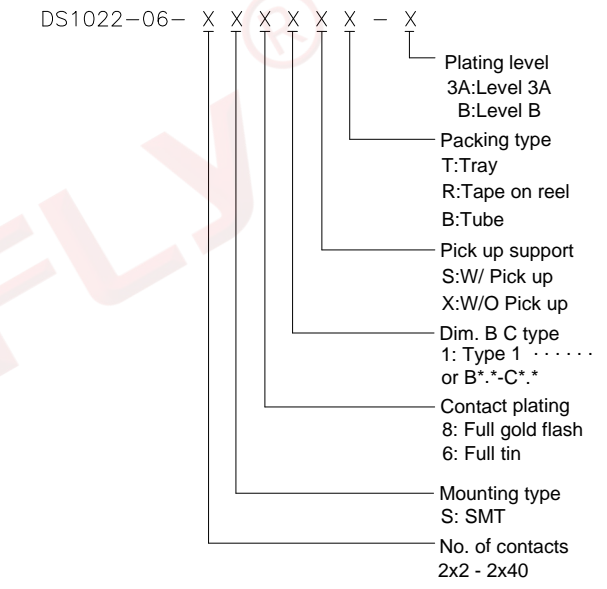 DS1022-06- X X X X X X - X
Plating level
3A:Level 3A
B:Level B
Packing type
T:Tray
R:Tape on reel
B:Tube
Pick up support
S:W/ Pick up
X:W/O Pick up
Dim. B C type
1: Type 1 ······
or B*.*-C*.*
Contact plating
8: Full gold flash
6: Full tin
Mounting type
S: SMT
No. of contacts
2x2 - 2x40
FLY®